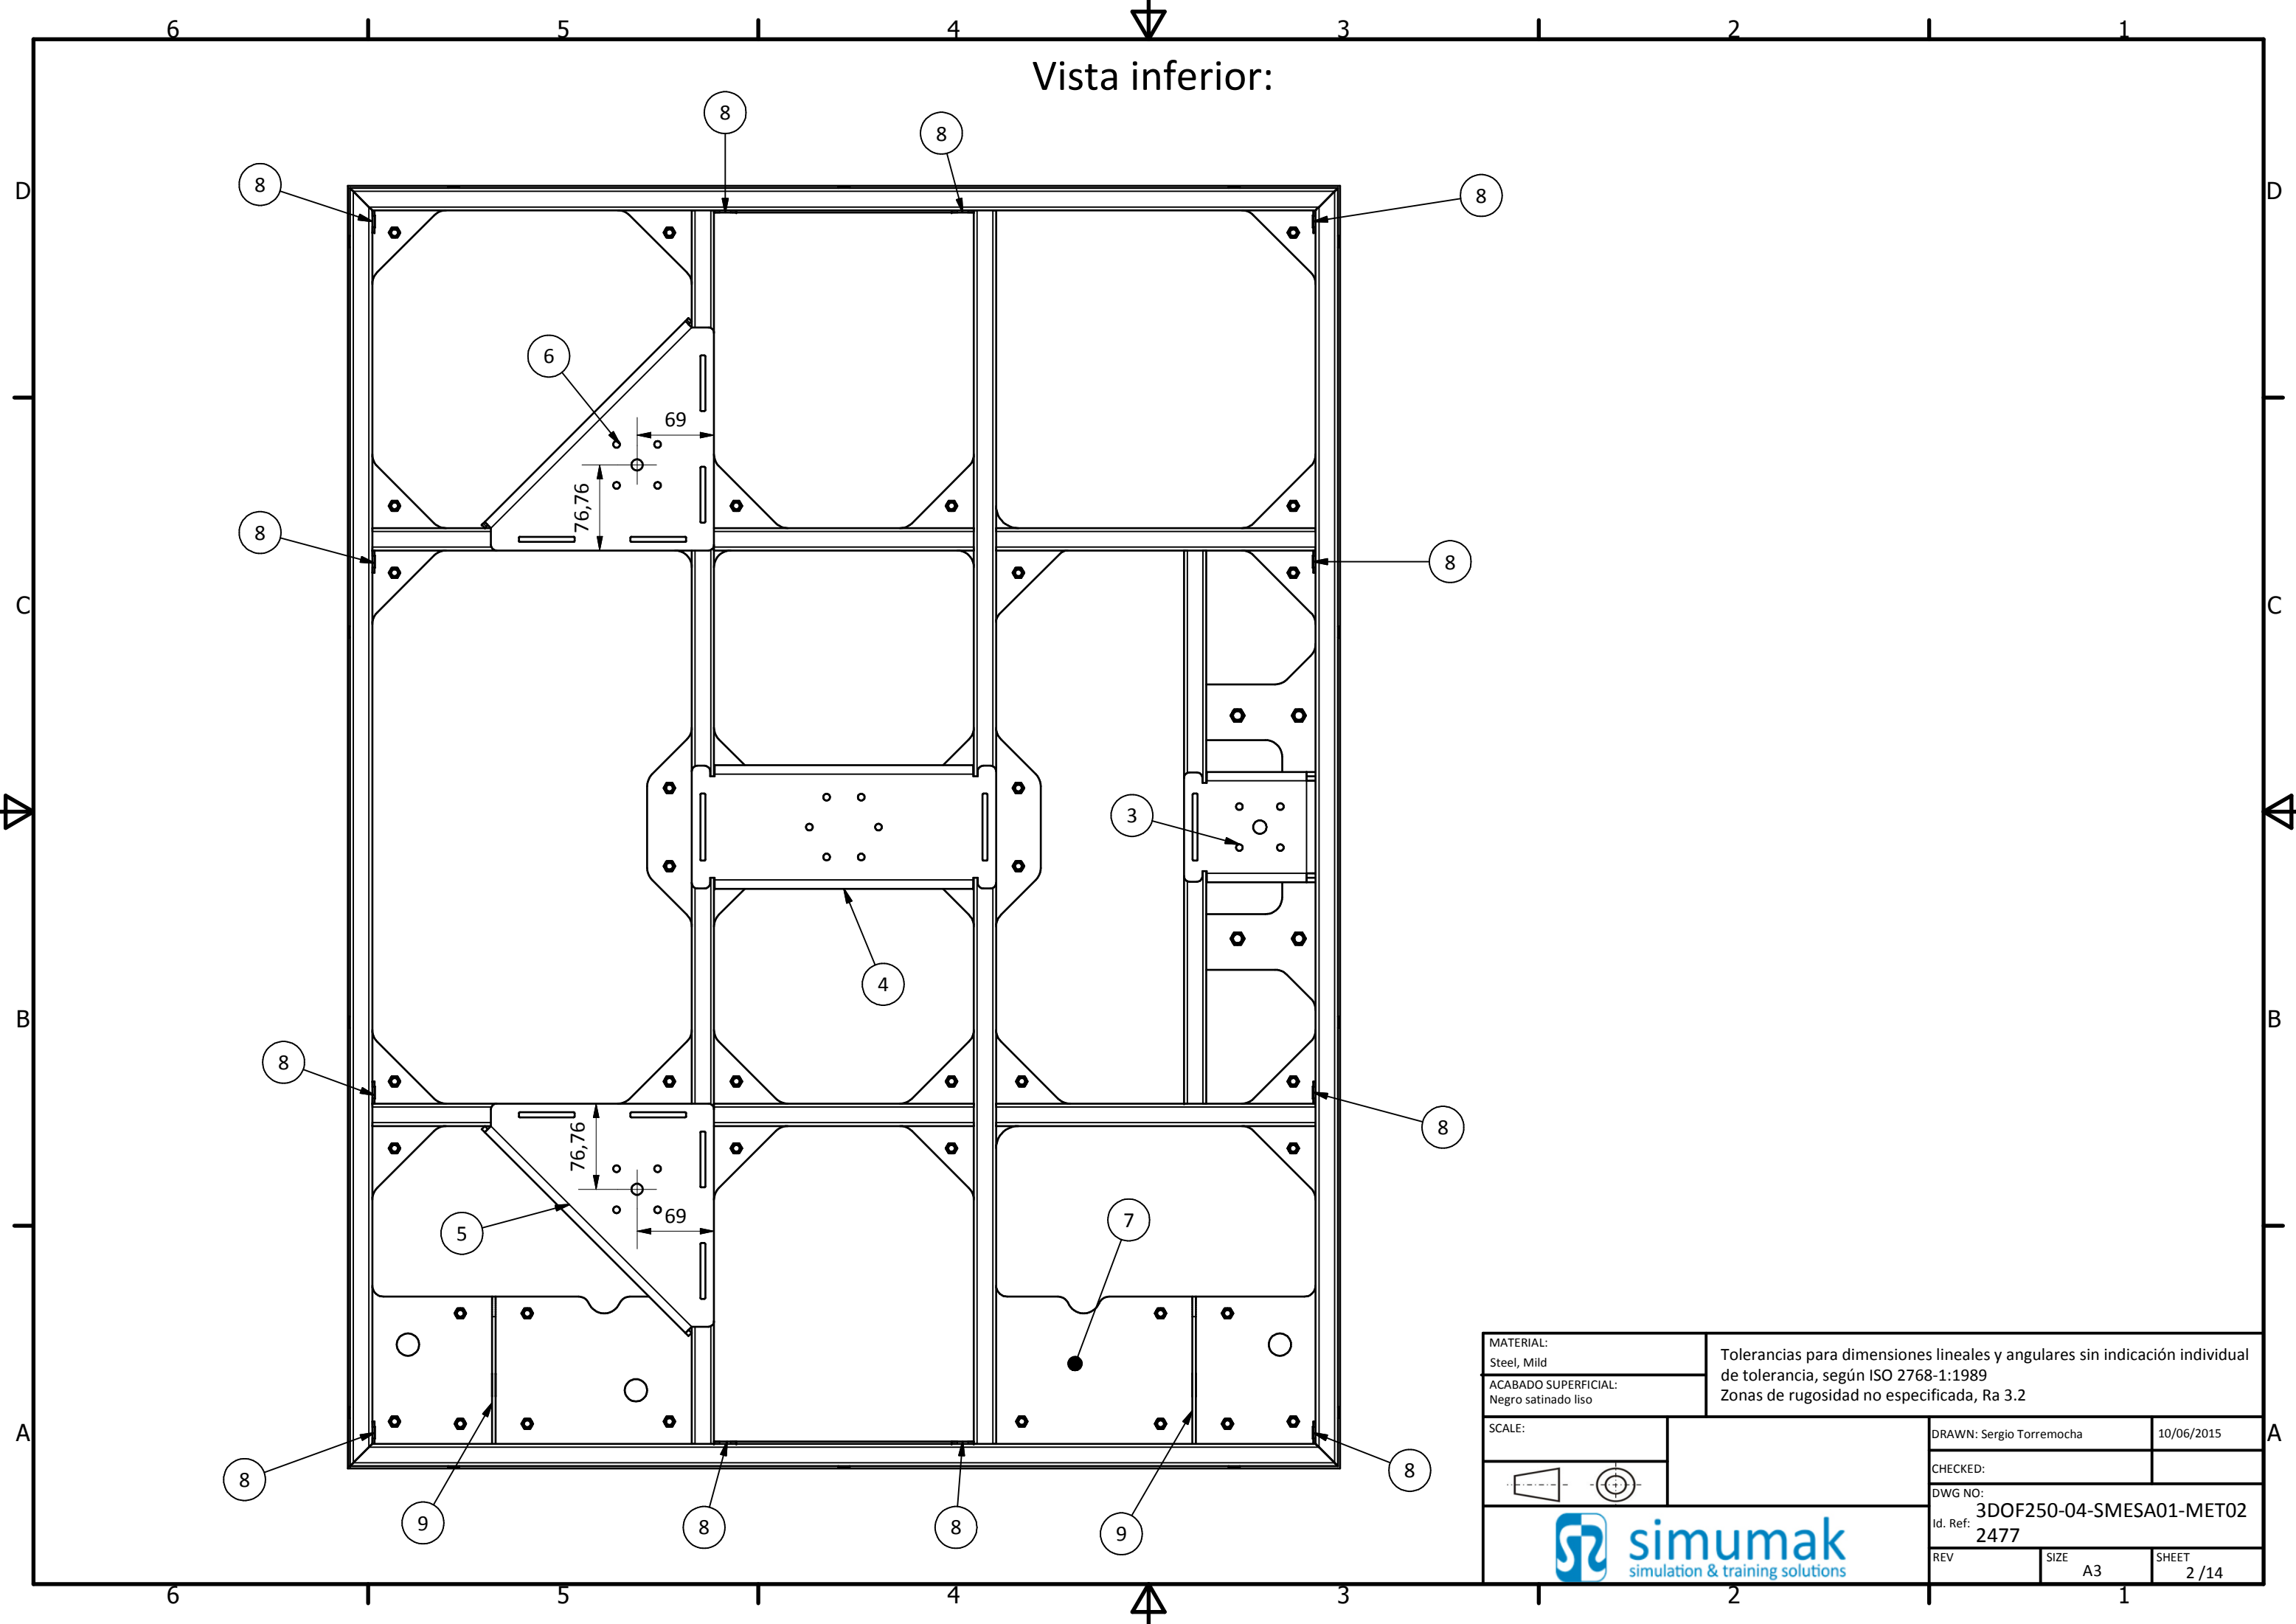 6 5 4 3 2 1
Vista inferior:
8
8
8
8
D
D
6
69
76,76
8
8
C
C
3
4
B
B
8
8
76,76
69
5
7
8
9
8
8
9
8
A
A
MATERIAL:
Steel, Mild
ACABADO SUPERFICIAL:
Negro satinado liso
Tolerancias para dimensiones lineales y angulares sin indicación individual
de tolerancia, según ISO 2768-1:1989
Zonas de rugosidad no especificada, Ra 3.2
SCALE:
DRAWN: Sergio Torremocha
10/06/2015
CHECKED:
DWG NO:
3DOF250-04-SMESA01-MET02
Id. Ref:
2477
simumak
simulation & training solutions
REV
SIZE
A3
SHEET
2 /14
6 5 4 3 2 1